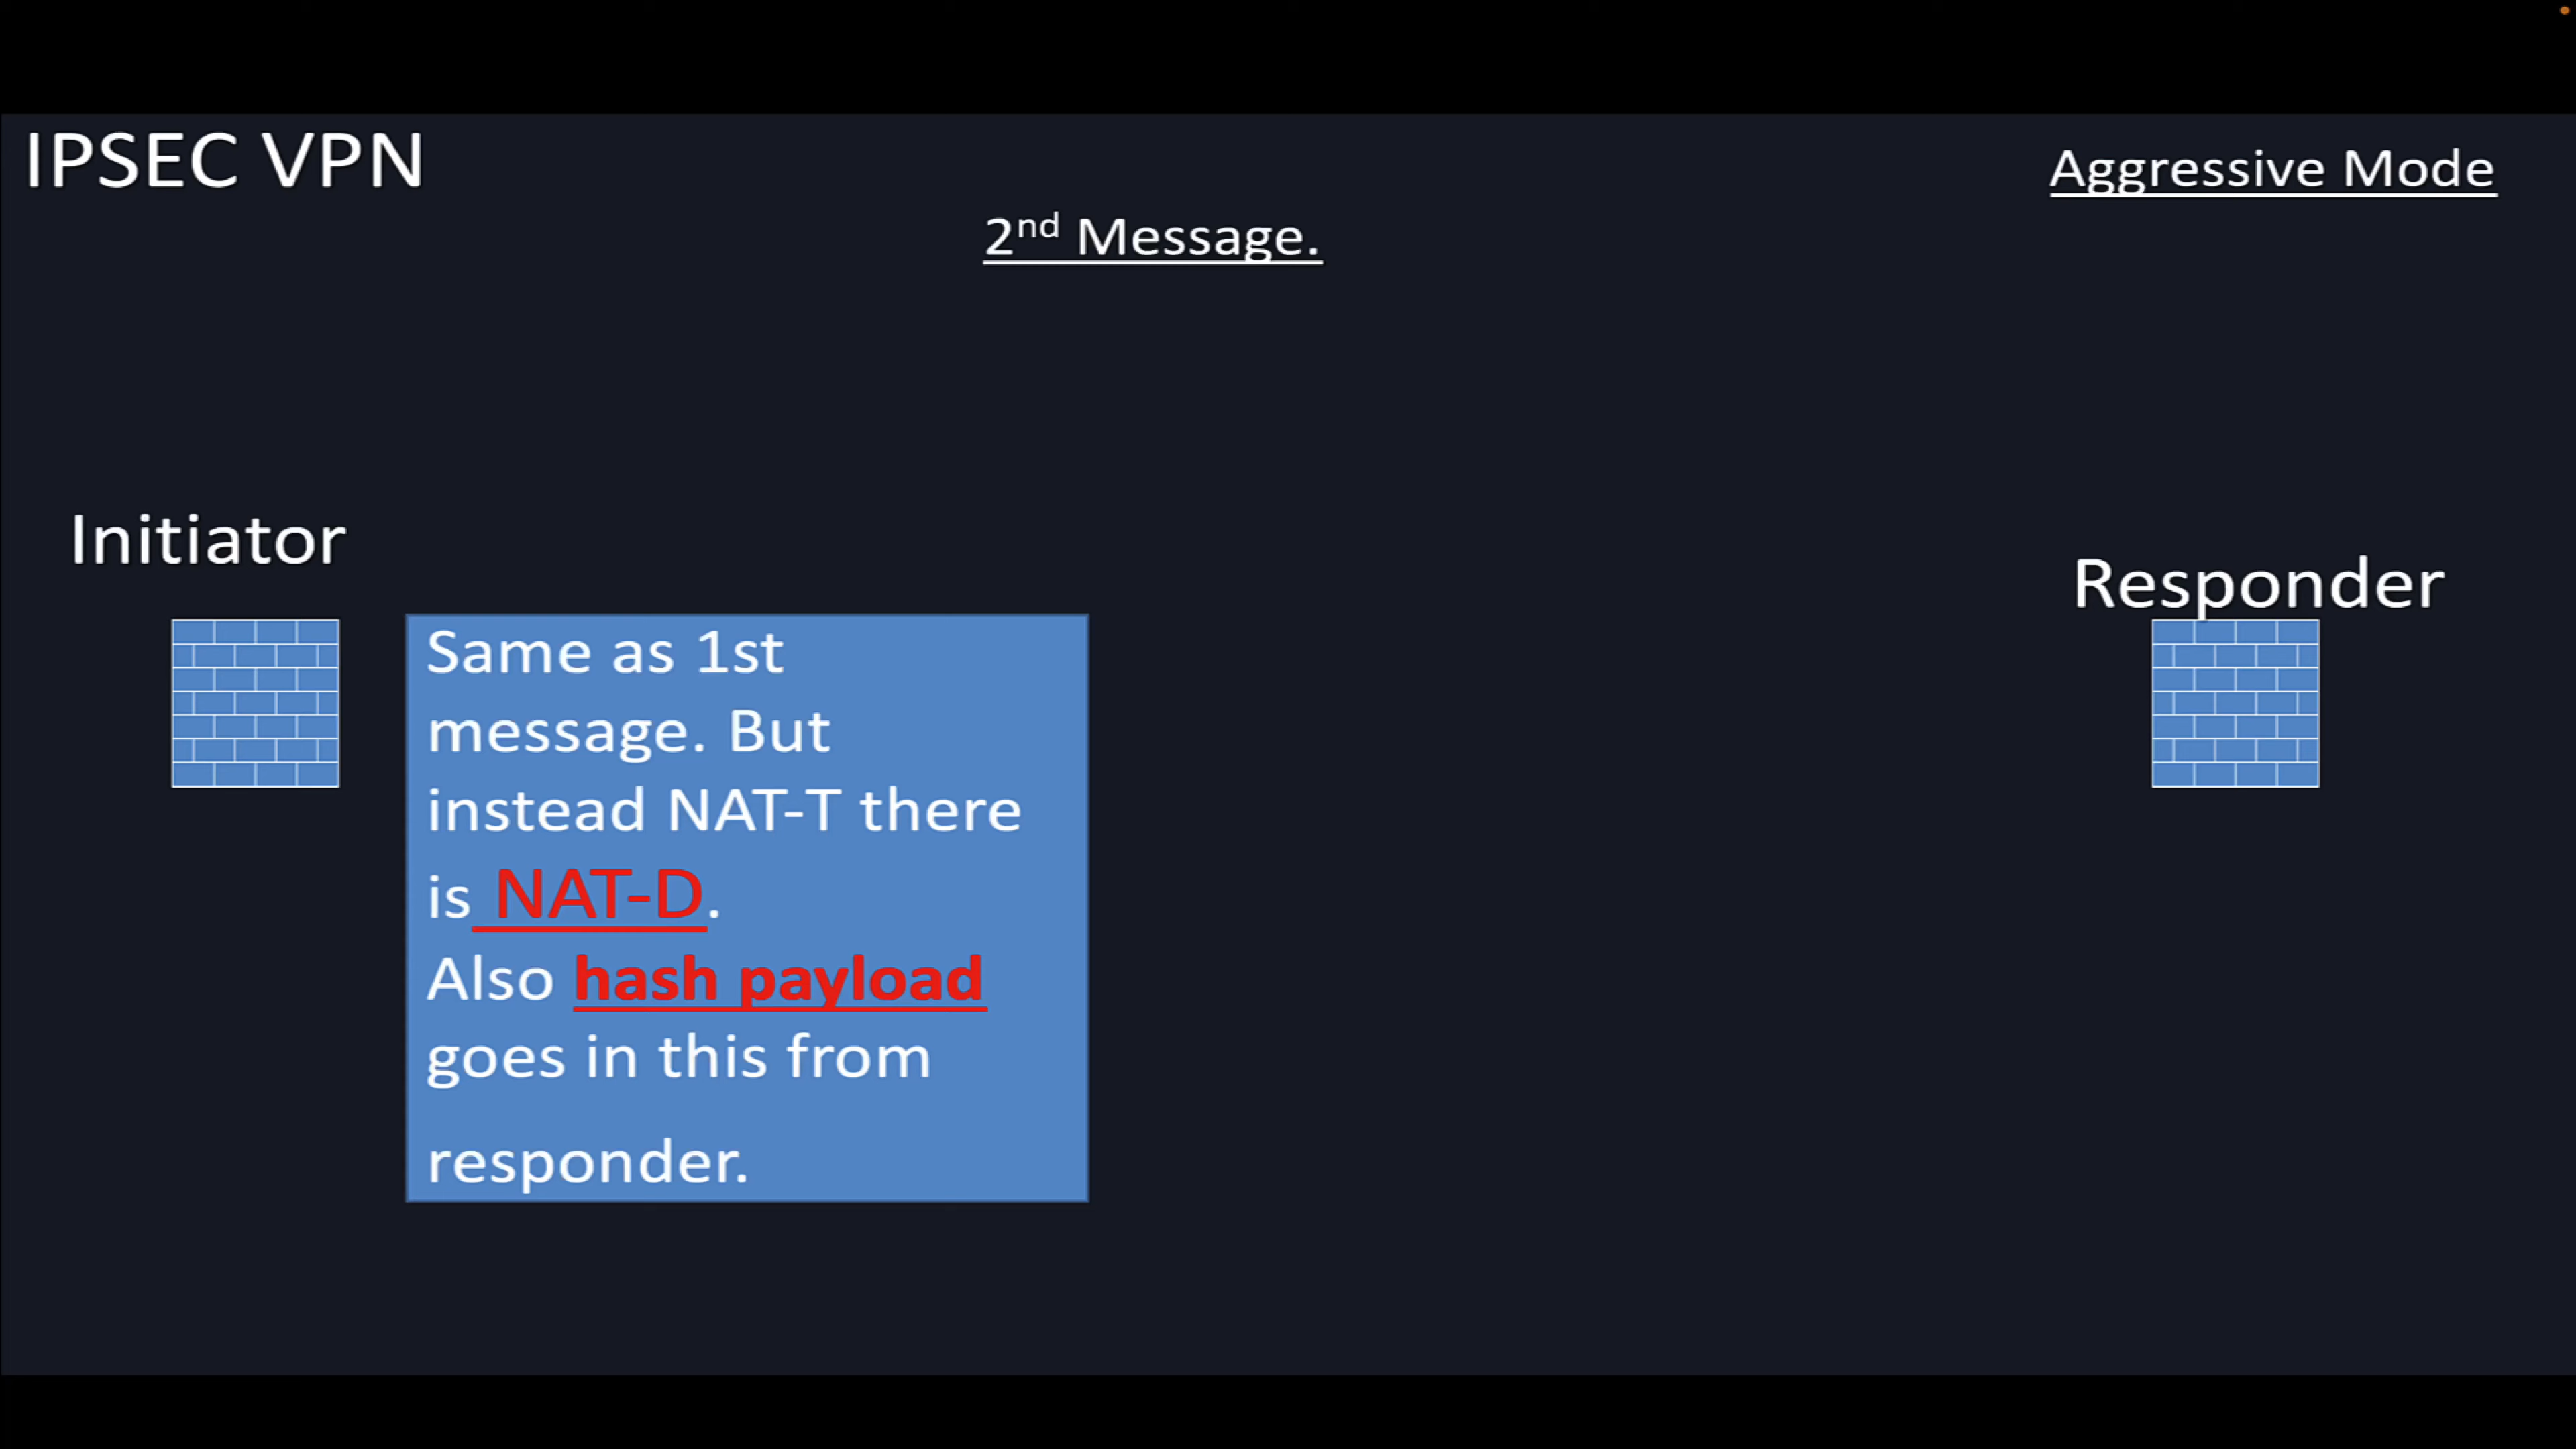 IPSEC VPN
Aggressive Mode
2nd Message.
Initiator
Responder
Same as 1st
message. But
instead NAT-T there
is NAT-D.
Also hash payload
goes in this from
responder.